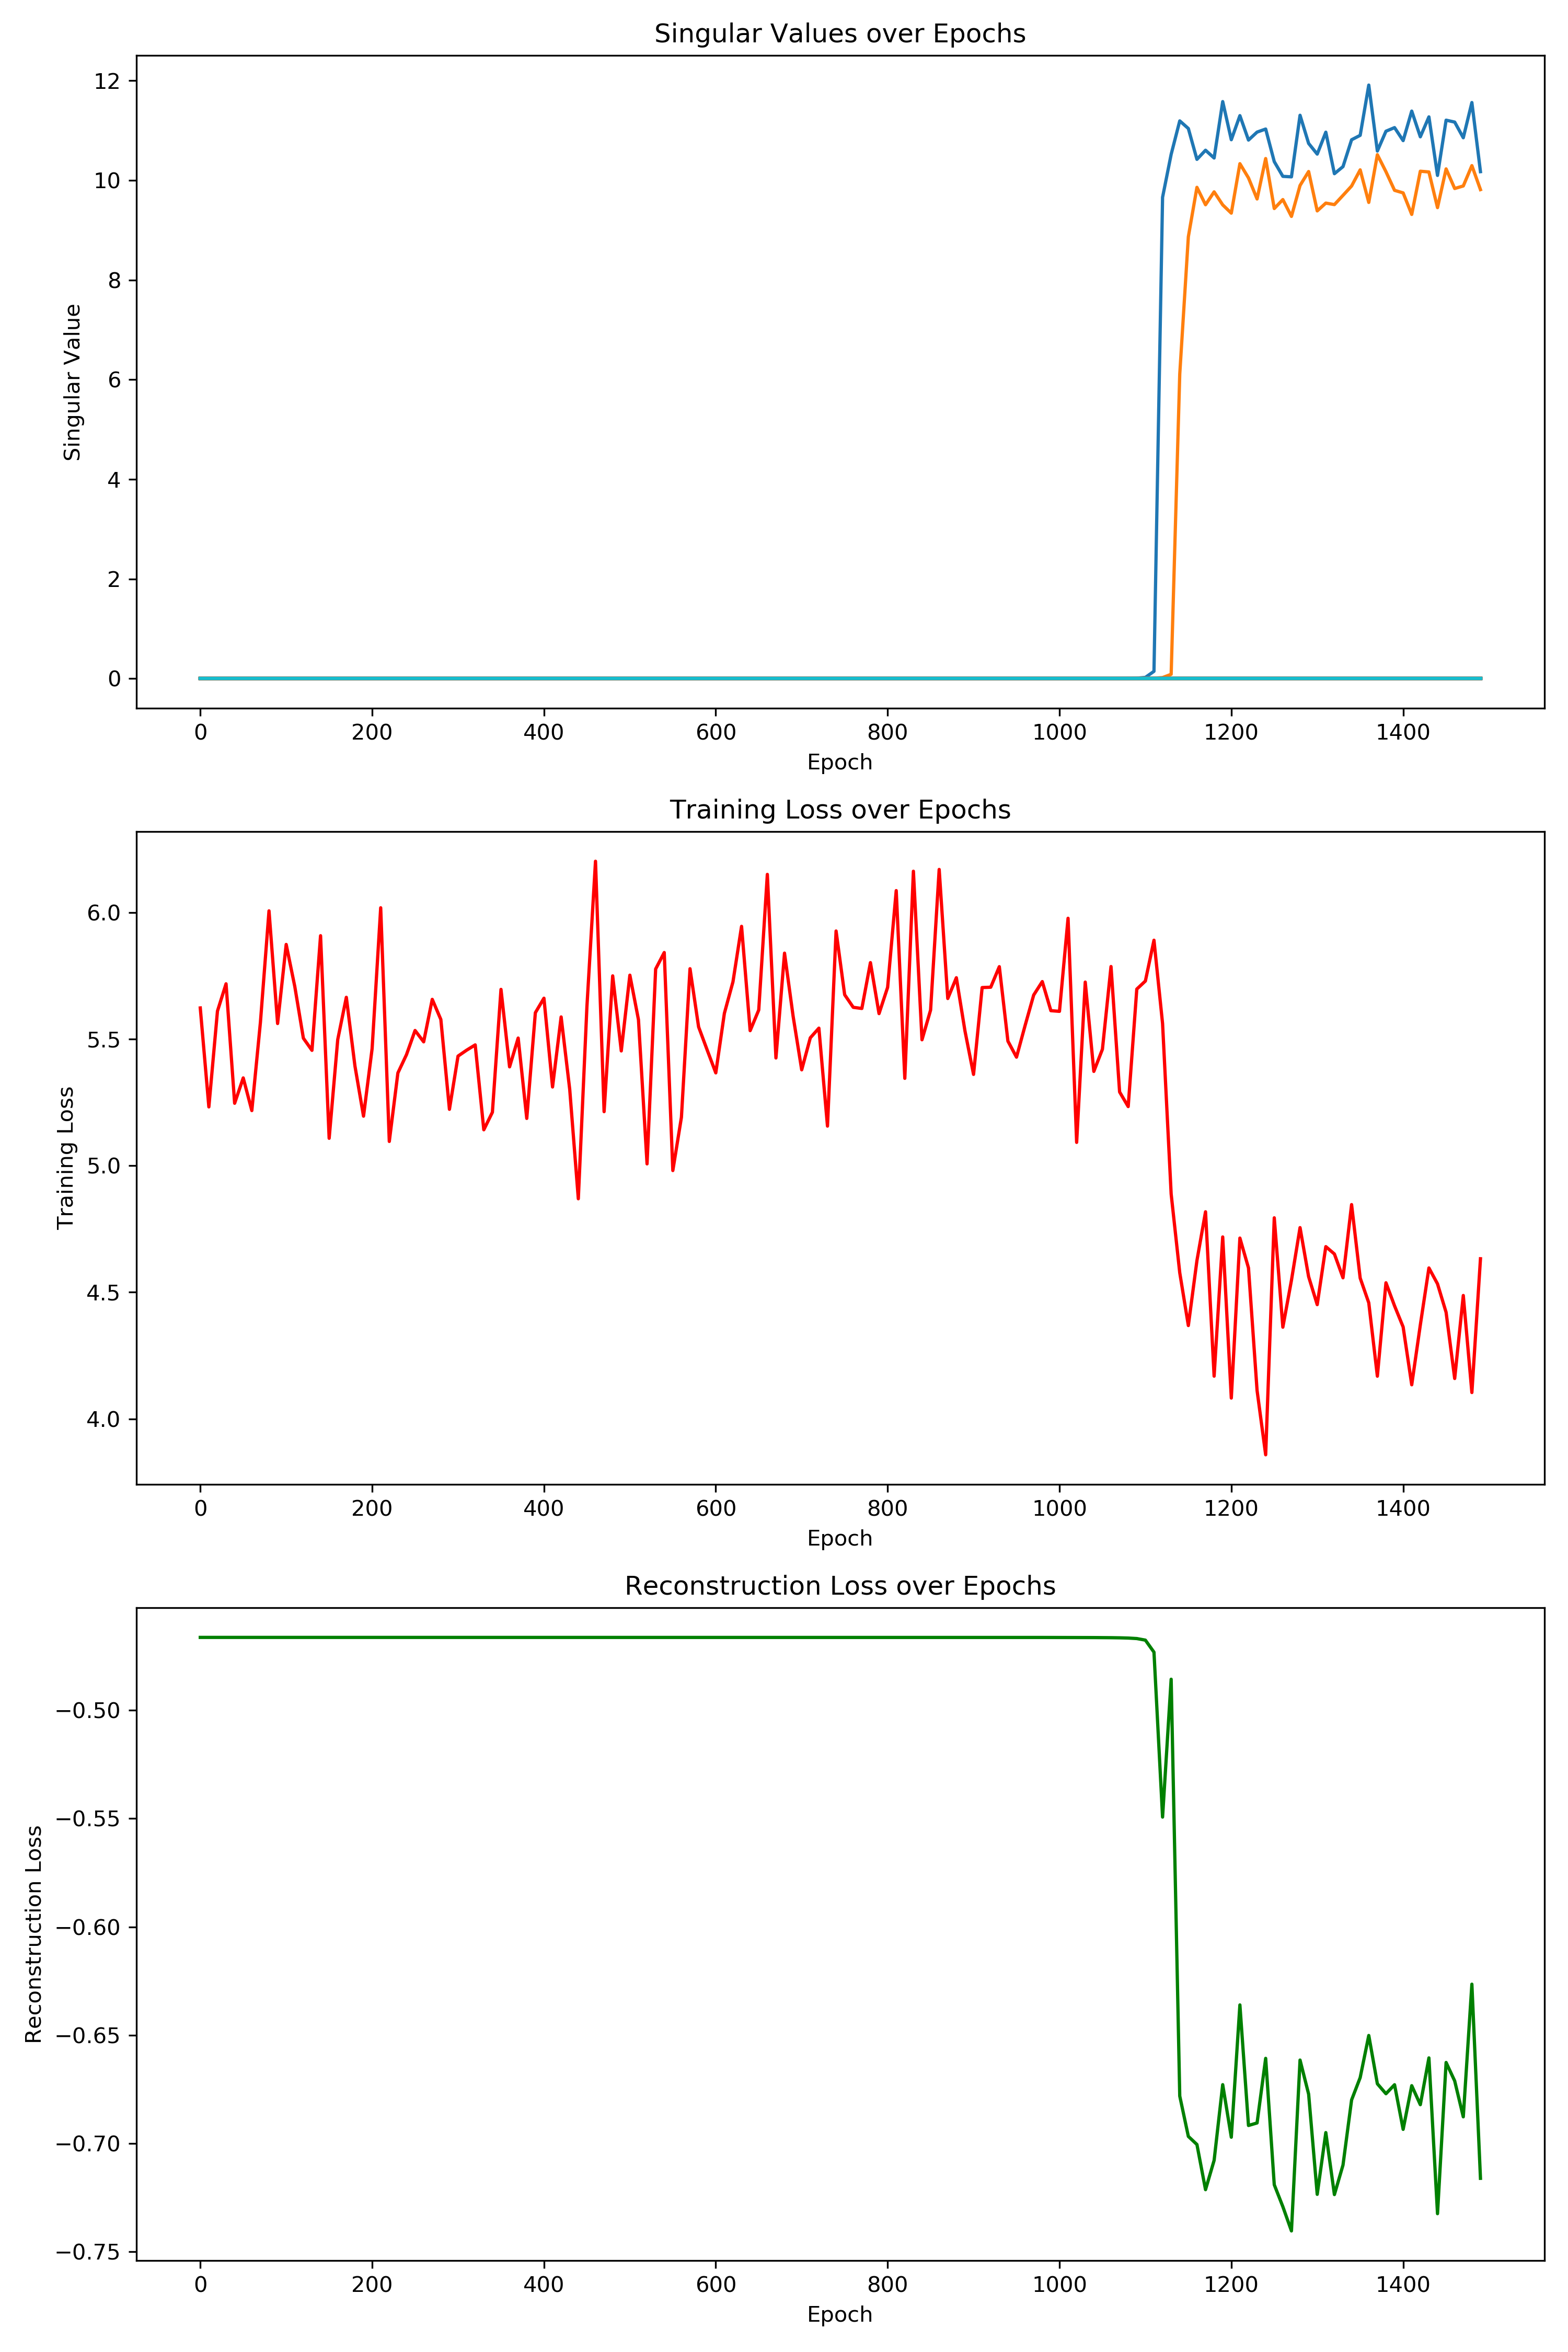 Singular Values over Epochs
12
10
8
6
4
2
0
Singular Value
0 200 400 600 800 1000 1200 1400
Epoch
Training Loss over Epochs
6.0
5.5
5.0
4.5
4.0
Training Loss
0 200 400 600 800 1000 1200 1400
Epoch
Reconstruction Loss over Epochs
−0.50
−0.55
−0.60
−0.65
−0.70
−0.75
Reconstruction Loss
0 200 400 600 800 1000 1200 1400
Epoch